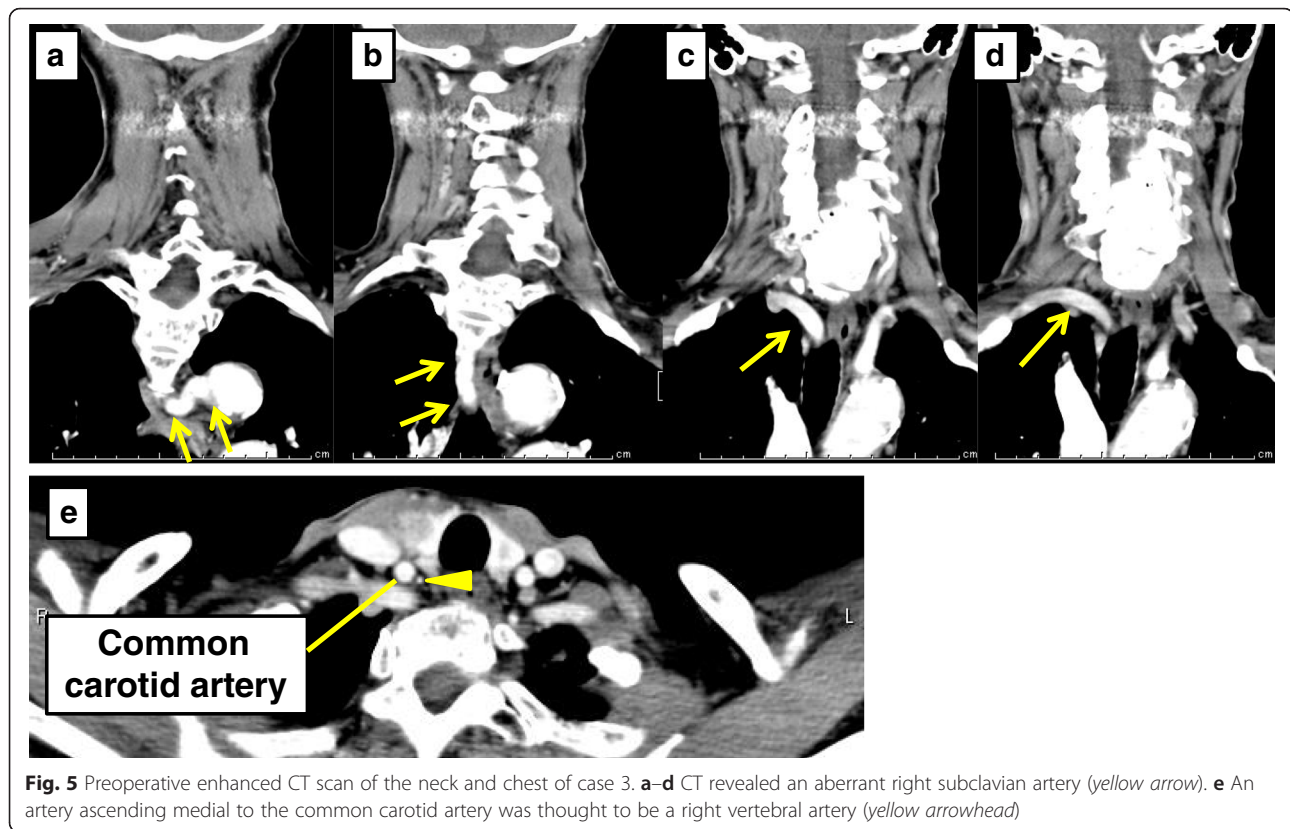 a
b
c
d
cm
cm
cm
cm
e
R
L
Common
carotid artery
Fig. 5 Preoperative enhanced CT scan of the neck and chest of case 3. a–d CT revealed an aberrant right subclavian artery (yellow arrow). e An
artery ascending medial to the common carotid artery was thought to be a right vertebral artery (yellow arrowhead)